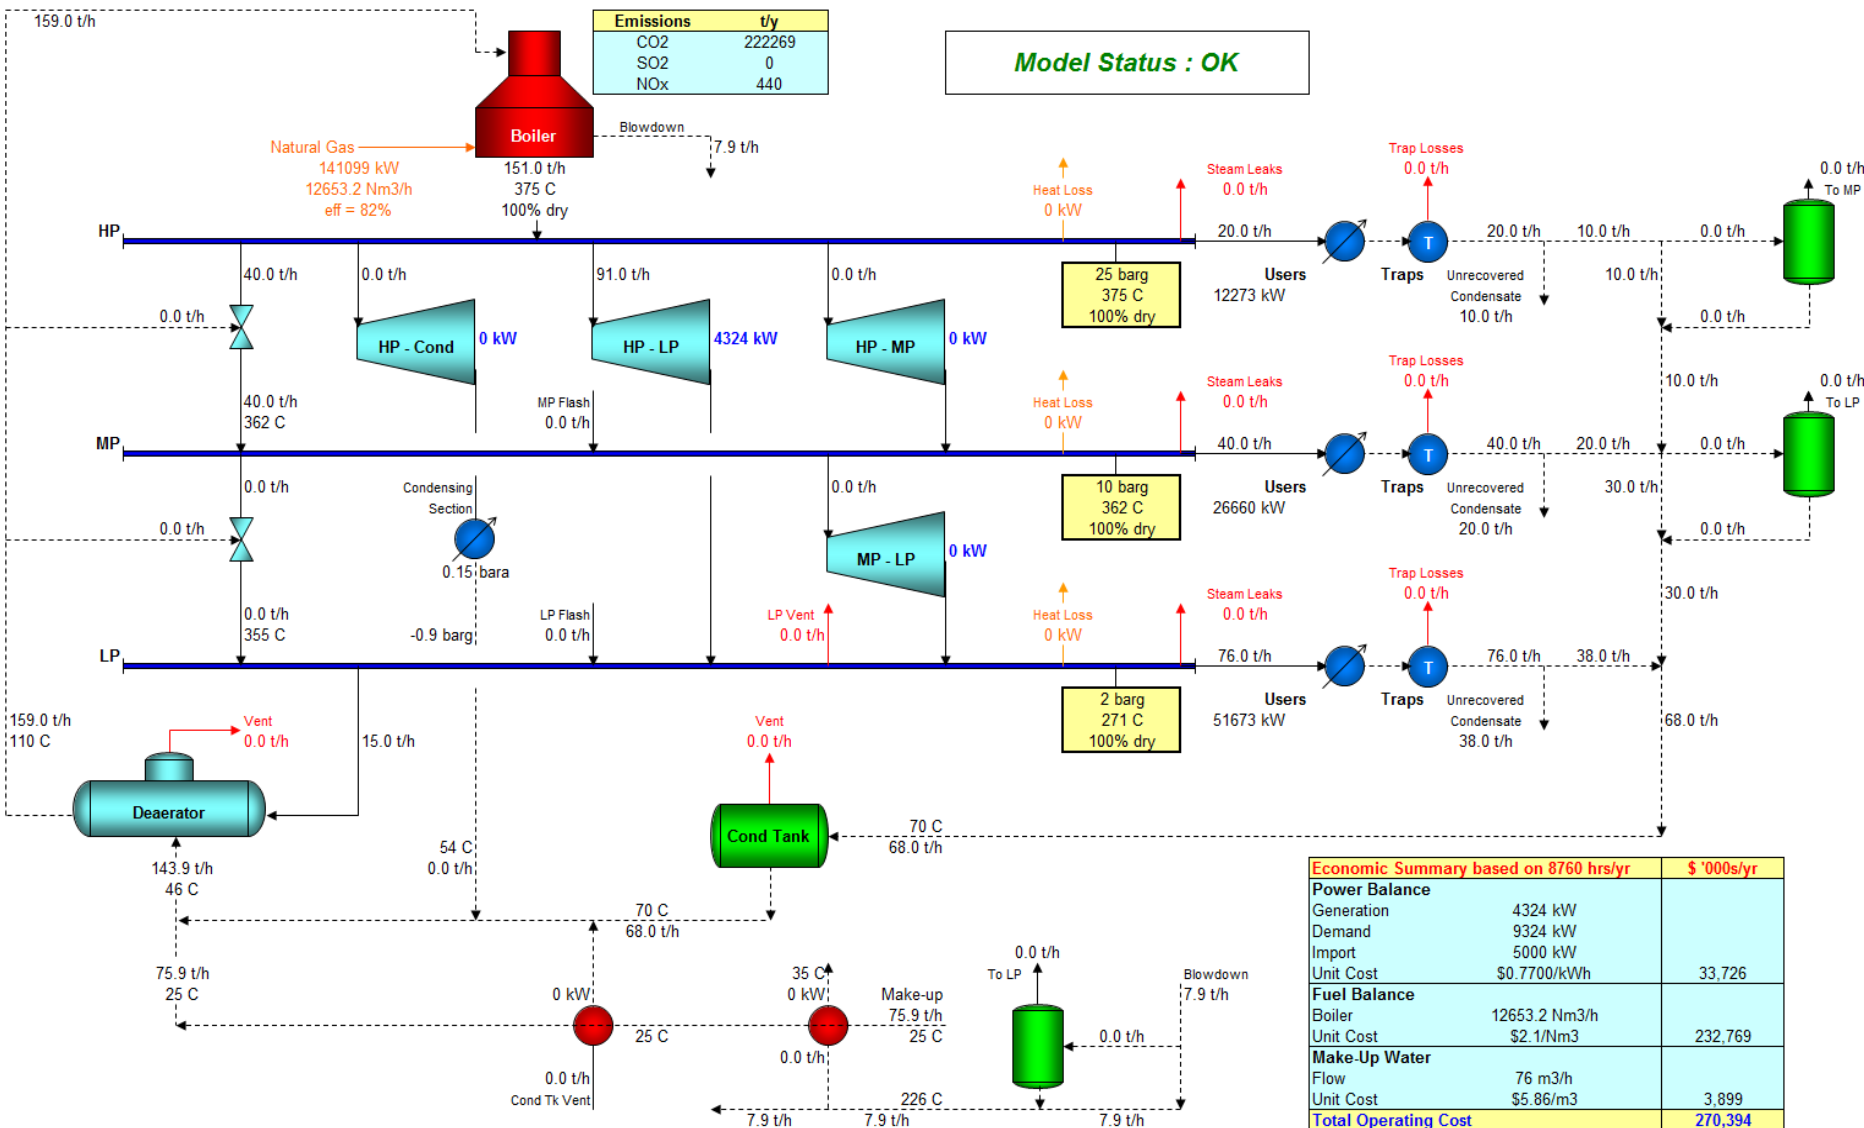 159.0 t/h
Emissions t/y
CO2 222269
SO2 0
NOx 440
Model Status : OK
Boiler
Blowdown
7.9 t/h
Natural Gas
141099 kW
12653.2 Nm3/h
eff = 82%
151.0 t/h
375 C
100% dry
Heat Loss
0 kW
Steam Leaks
0.0 t/h
Trap Losses
0.0 t/h
0.0 t/h
To MP
HP
20.0 t/h
T
20.0 t/h
10.0 t/h
0.0 t/h
40.0 t/h
0.0 t/h
91.0 t/h
0.0 t/h
25 barg
375 C
100% dry
Users
12273 kW
Traps
Unrecovered
Condensate
10.0 t/h
10.0 t/h
0.0 t/h
0.0 t/h
HP - Cond
0 kW
HP - LP
4324 kW
HP - MP
0 kW
40.0 t/h
362 C
MP Flash
0.0 t/h
Heat Loss
0 kW
Steam Leaks
0.0 t/h
Trap Losses
0.0 t/h
10.0 t/h
0.0 t/h
To LP
MP
40.0 t/h
T
40.0 t/h
20.0 t/h
0.0 t/h
0.0 t/h
Condensing
Section
0.0 t/h
10 barg
362 C
100% dry
Users
26660 kW
Traps
Unrecovered
Condensate
20.0 t/h
30.0 t/h
0.0 t/h
0.0 t/h
0.15 bara
MP - LP
0 kW
0.0 t/h
355 C
-0.9 barg
LP Flash
0.0 t/h
LP Vent
0.0 t/h
Heat Loss
0 kW
Steam Leaks
0.0 t/h
Trap Losses
0.0 t/h
30.0 t/h
LP
76.0 t/h
T
76.0 t/h
38.0 t/h
2 barg
271 C
100% dry
Users
51673 kW
Traps
Unrecovered
Condensate
38.0 t/h
68.0 t/h
159.0 t/h
110 C
Vent
0.0 t/h
15.0 t/h
Vent
0.0 t/h
Deaerator
Cond Tank
70 C
68.0 t/h
143.9 t/h
46 C
54 C
0.0 t/h
70 C
68.0 t/h
75.9 t/h
25 C
0 kW
25 C
35 C
0 kW
Make-up
75.9 t/h
25 C
0.0 t/h
To LP
Blowdown
7.9 t/h
0.0 t/h
0.0 t/h
0.0 t/h
Cond Tk Vent
226 C
7.9 t/h
7.9 t/h
7.9 t/h
Economic Summary based on 8760 hrs/yr $ '000s/yr
Power Balance
Generation 4324 kW
Demand 9324 kW
Import 5000 kW
Unit Cost $0.7700/kWh 33,726
Fuel Balance
Boiler 12653.2 Nm3/h
Unit Cost $2.1/Nm3 232,769
Make-Up Water
Flow 76 m3/h
Unit Cost $5.86/m3 3,899
Total Operating Cost 270,394